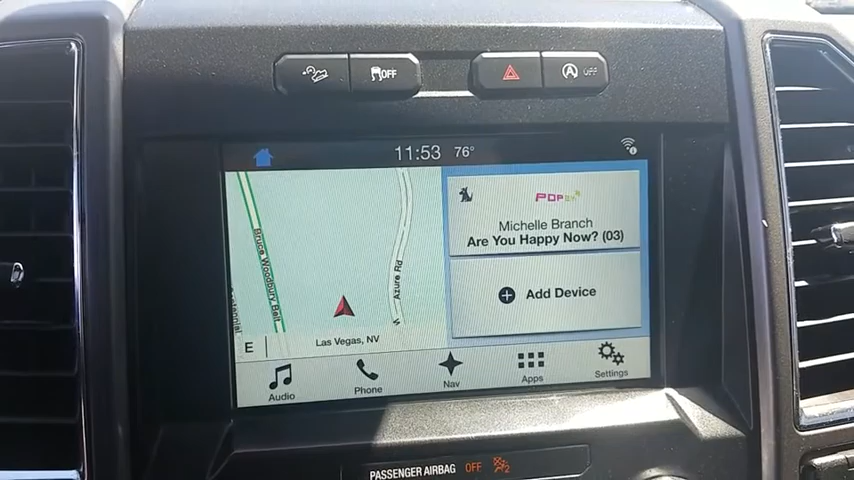 OFF
OFF
11:53 76°
Michelle Branch
Are You Happy Now? (03)
Add Device
Bruce Woodbury Belt
Azure Rd
Las Vegas, NV
E
Audio
Phone
Nav
Apps
Settings
PASSENGER AIRBAG OFF